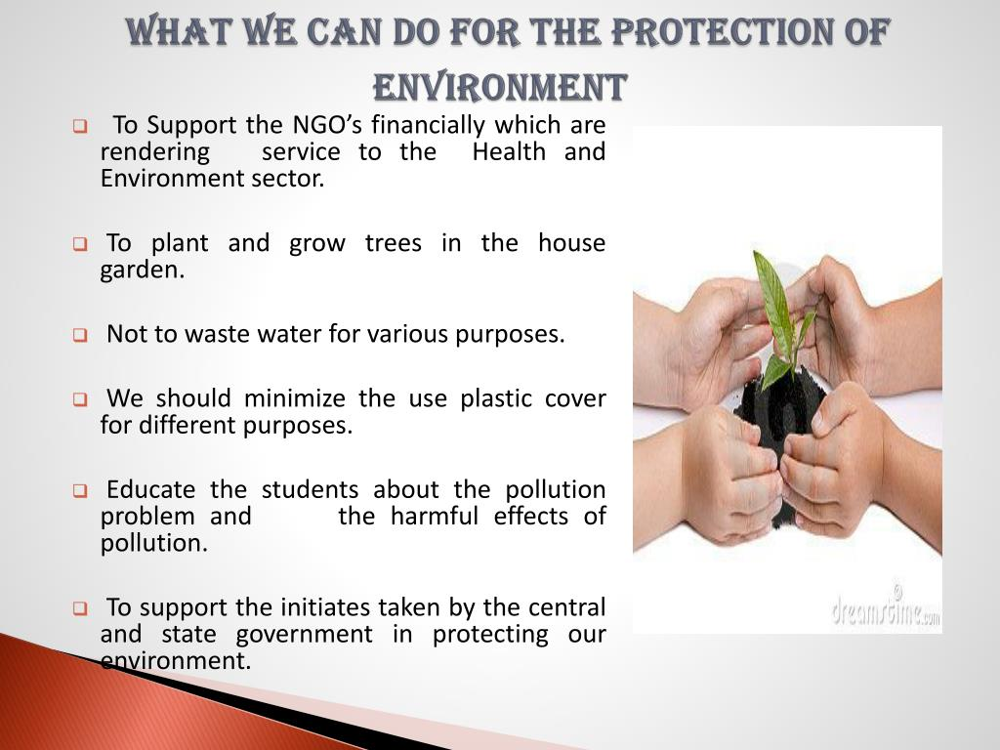 WHAT WE CAN DO FOR THE PROTECTION OF
ENVIRONMENT
To Support the NGO’s financially which are
rendering service to the Health and
Environment sector.
To plant and grow trees in the house
garden.
Not to waste water for various purposes.
We should minimize the use plastic cover
for different purposes.
Educate the students about the pollution
problem and the harmful effects of
pollution.
To support the initiates taken by the central
and state government in protecting our
environment.
dreamstime.com